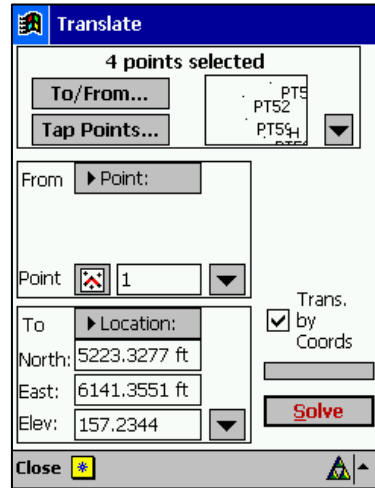 Translate
4 points selected
To/From...
Tap Points...
PT5
PT52
From
Point:
Point
1
To
Location:
North: 5223.3277 ft
East: 6141.3551 ft
Elev: 157.2344
Trans.
by
Coords
Solve
Close